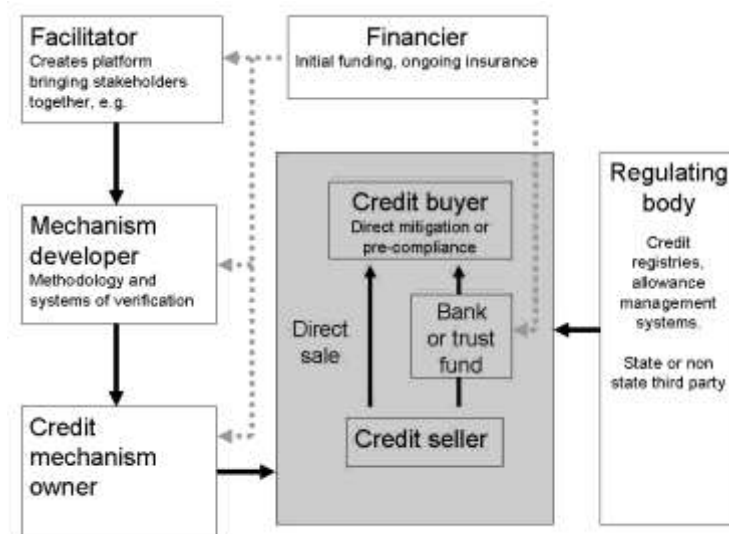 Facilitator
Creates platform
bringing stakeholders
together, e.g.
Financier
Initial funding, ongoing insurance
Mechanism
developer
Methodology and
systems of verification
Credit
mechanism
owner
Credit buyer
Direct mitigation or
pre-compliance
Direct
sale
Bank
or trust
fund
Credit seller
Regulating
body
Credit
registries,
allowance
management
systems.
State or non
state third party